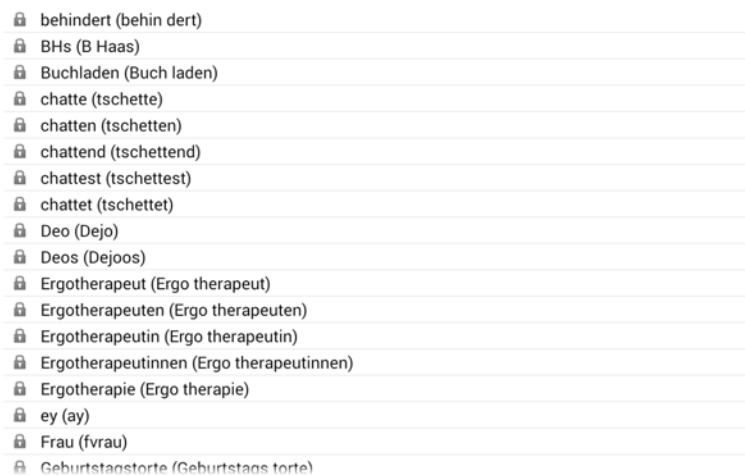 behindert (behin dert)
BHs (B Haas)
Buchladen (Buch laden)
chatte (tschette)
chatten (tschetten)
chattend (tschettend)
chattest (tschettest)
chattet (tschettet)
Deo (Dejo)
Deos (Dejoos)
Ergotherapeut (Ergo therapeut)
Ergotherapeuten (Ergo therapeuten)
Ergotherapeutin (Ergo therapeutin)
Ergotherapeutinnen (Ergo therapeutinnen)
Ergotherapie (Ergo therapie)
ey (ay)
Frau (fvrau)
Geburtstagstorte (Geburtstags torte)